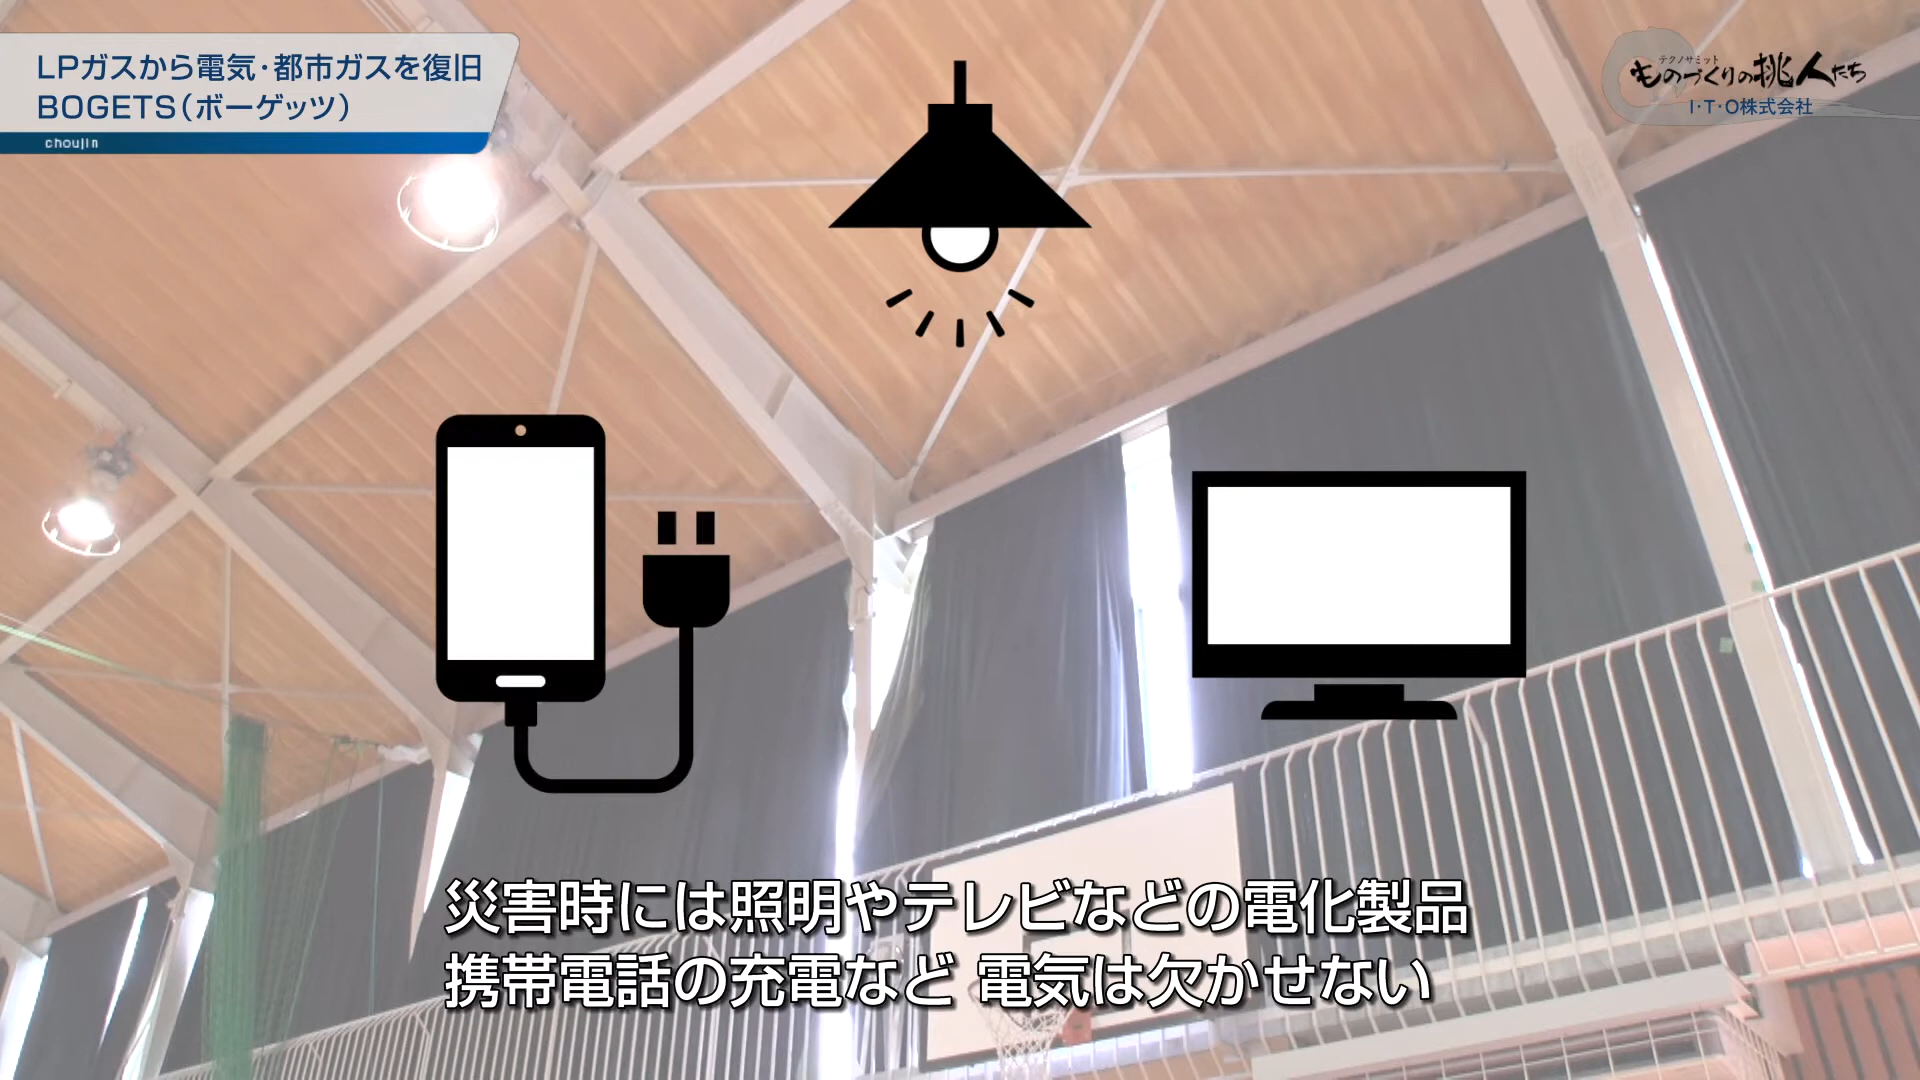 LPガスから電気・都市ガスを復旧
BOGETS(ボーゲッツ)
choujin
テクノサミット
ものづくりの挑人たち
I・T・O株式会社
災害時には照明やテレビなどの電化製品
携帯電話の充電など 電気は欠かせない